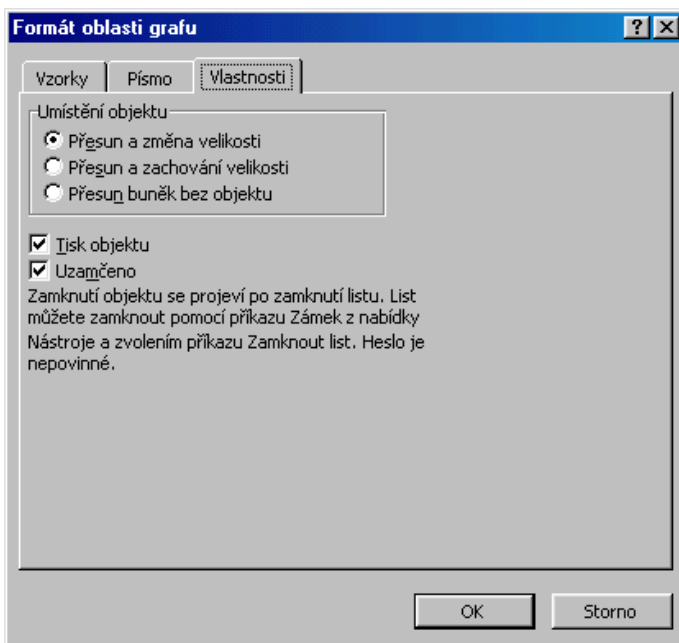 Formát oblasti grafu
Vzorky Písmo Vlastnosti
Umístění objektu
Přesun a změna velikosti
Přesun a zachování velikosti
Přesun buněk bez objektu
Tisk objektu
Uzamčeno
Zamknutí objektu se projeví po zamknutí listu. List
můžete zamknout pomocí příkazu Zámek z nabídky
Nástroje a zvolením příkazu Zamknout list. Heslo je
nepovinné.
OK Storno